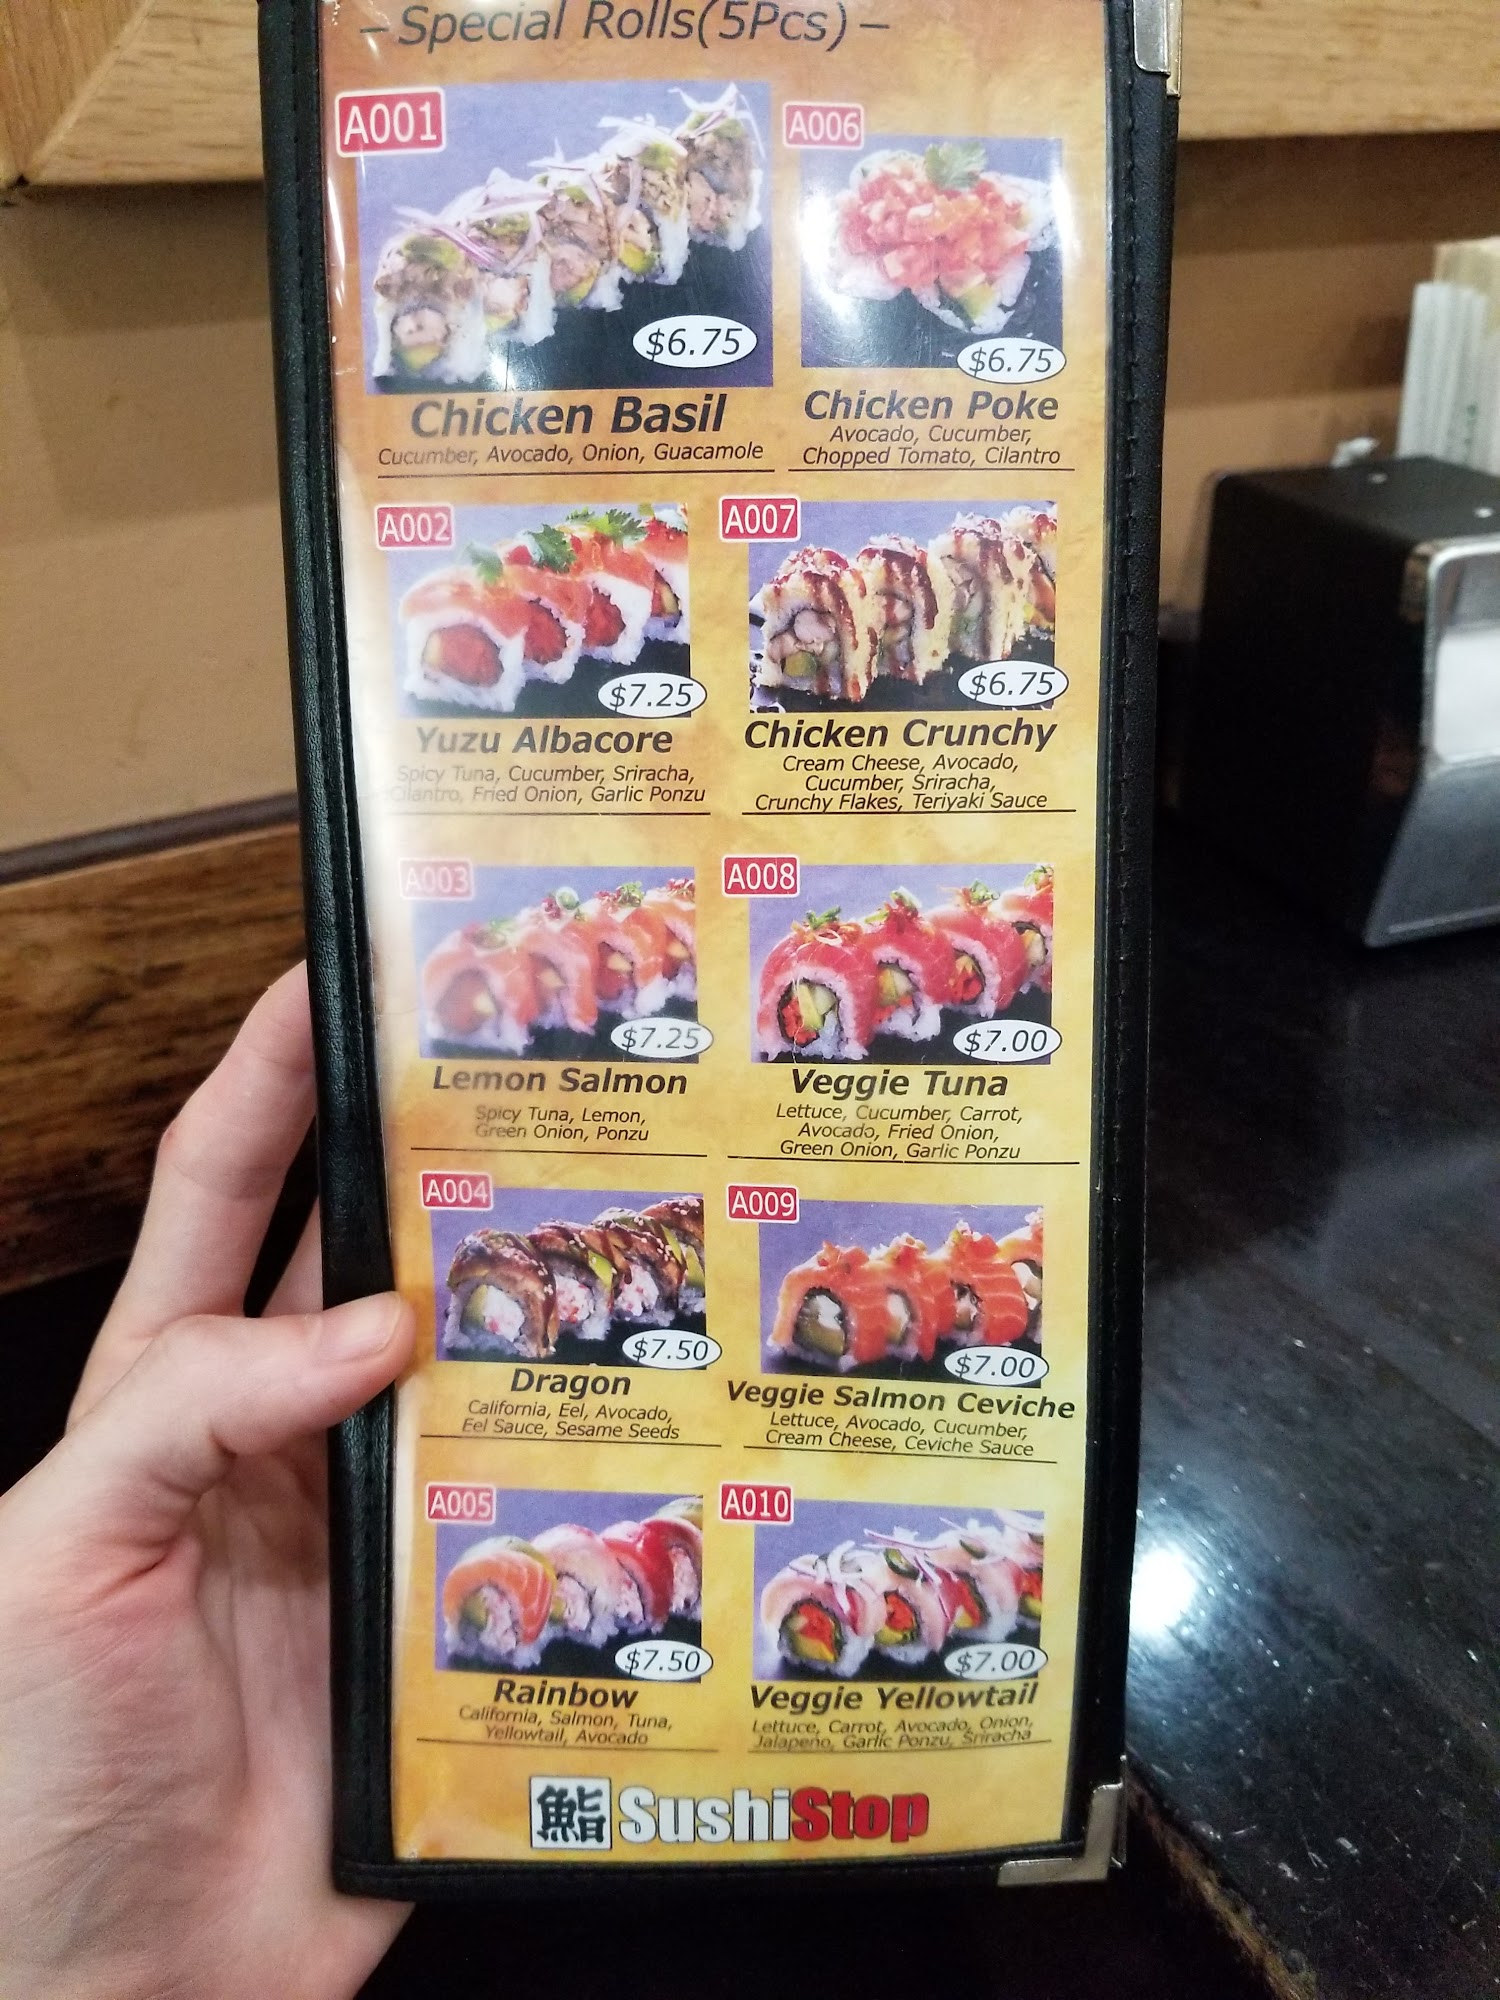 –Special Rolls(5Pcs)–
A001
$6.75
Chicken Basil
Cucumber, Avocado, Onion, Guacamole
A006
$6.75
Chicken Poke
Avocado, Cucumber,
Chopped Tomato, Cilantro
A002
$7.25
Yuzu Albacore
Spicy Tuna, Cucumber, Sriracha,
Cilantro, Fried Onion, Garlic Ponzu
A007
$6.75
Chicken Crunchy
Cream Cheese, Avocado,
Cucumber, Sriracha,
Crunchy Flakes, Teriyaki Sauce
A003
$7.25
Lemon Salmon
Spicy Tuna, Lemon,
Green Onion, Ponzu
A008
$7.00
Veggie Tuna
Lettuce, Cucumber, Carrot,
Avocado, Fried Onion,
Green Onion, Garlic Ponzu
A004
$7.50
Dragon
California, Eel, Avocado,
Eel Sauce, Sesame Seeds
A009
$7.00
Veggie Salmon Ceviche
Lettuce, Avocado, Cucumber,
Cream Cheese, Ceviche Sauce
A005
$7.50
Rainbow
California, Salmon, Tuna,
Yellowtail, Avocado
A010
$7.00
Veggie Yellowtail
Lettuce, Carrot, Avocado, Onion,
Jalapeño, Garlic Ponzu, Sriracha
鮨 SushiStop